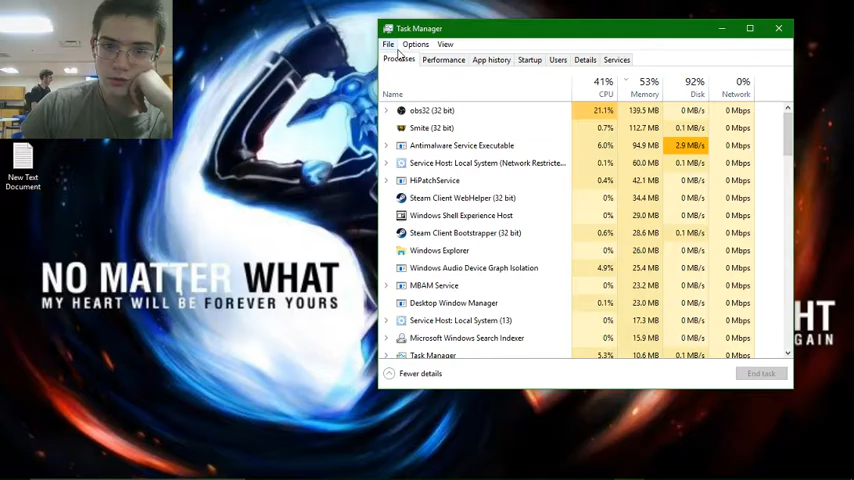 Task Manager
File Options View
Processes Performance App history Startup Users Details Services
41% 53% 92% 0%
Name CPU Memory Disk Network
obs32 (32 bit) 21.1% 139.5 MB 0 MB/s 0 Mbps
Smite (32 bit) 0.7% 112.7 MB 0.1 MB/s 0 Mbps
Antimalware Service Executable 6.0% 94.9 MB 2.9 MB/s 0 Mbps
Service Host: Local System (Network Restricte... 0.1% 60.0 MB 0.1 MB/s 0 Mbps
HiPatchService 0.4% 42.1 MB 0 MB/s 0 Mbps
Steam Client WebHelper (32 bit) 0% 34.4 MB 0 MB/s 0 Mbps
Windows Shell Experience Host 0% 29.0 MB 0 MB/s 0 Mbps
Steam Client Bootstrapper (32 bit) 0.6% 28.6 MB 0.1 MB/s 0 Mbps
Windows Explorer 0% 26.0 MB 0 MB/s 0 Mbps
Windows Audio Device Graph Isolation 4.9% 25.4 MB 0 MB/s 0 Mbps
MBAM Service 0% 23.2 MB 0 MB/s 0 Mbps
Desktop Window Manager 0.1% 23.0 MB 0 MB/s 0 Mbps
Service Host: Local System (13) 0% 17.3 MB 0 MB/s 0 Mbps
Microsoft Windows Search Indexer 0% 15.9 MB 0 MB/s 0 Mbps
Task Manager 5.3% 10.6 MB 0.1 MB/s 0 Mbps
Fewer details End task
New Text
Document
NO MATTER WHAT
MY HEART WILL BE FOREVER YOURS
HT
GAIN